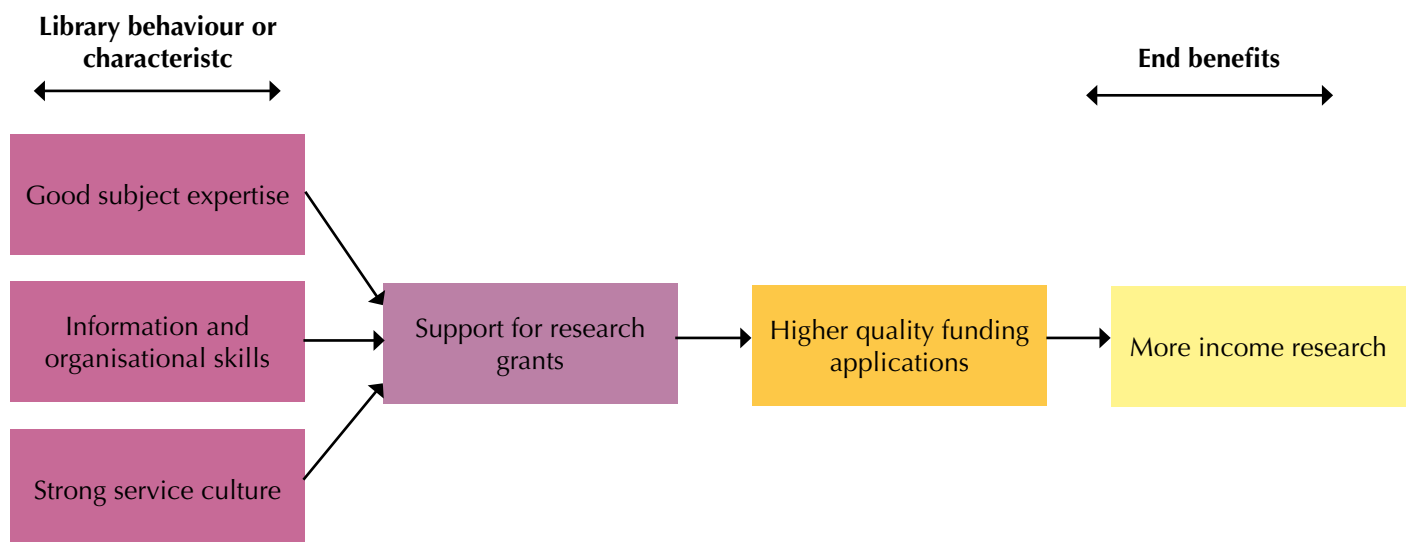 Library behaviour or
characteristc
End benefits
Good subject expertise
Information and
organisational skills
Strong service culture
Support for research
grants
Higher quality funding
applications
More income research